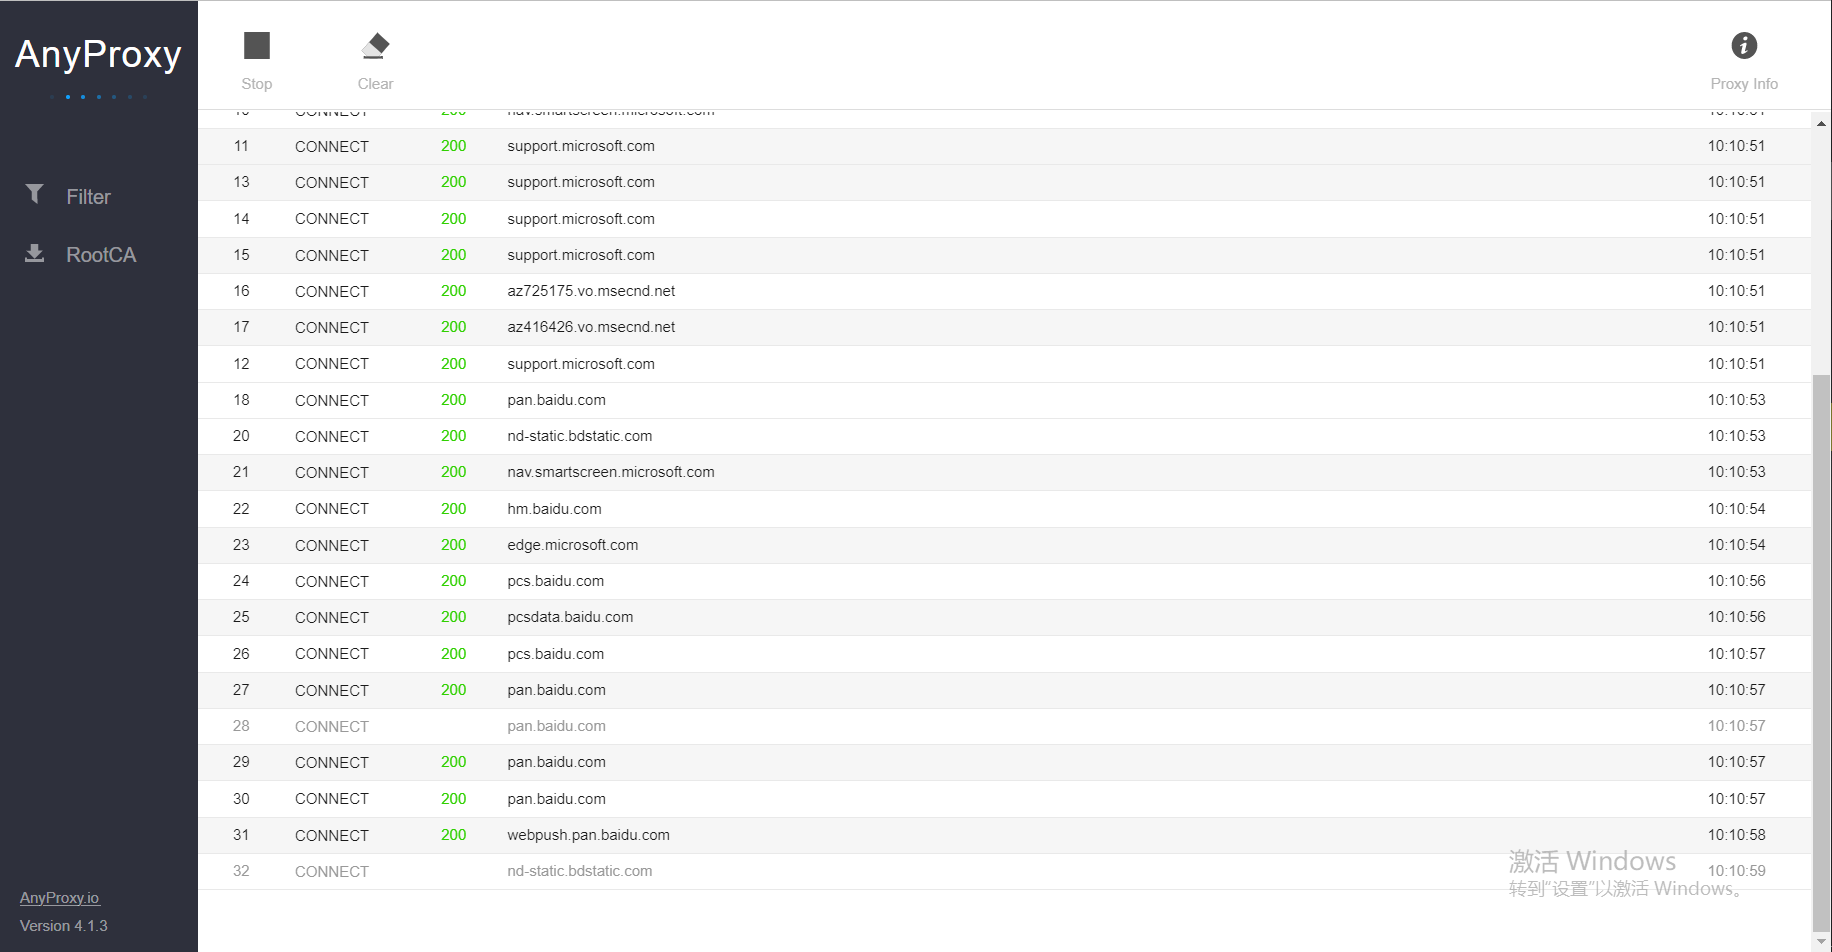 AnyProxy
Stop
Clear
Proxy Info
Filter
RootCA
10 CONNECT 200 nav.smartscreen.microsoft.com 10:10:51
11 CONNECT 200 support.microsoft.com 10:10:51
13 CONNECT 200 support.microsoft.com 10:10:51
14 CONNECT 200 support.microsoft.com 10:10:51
15 CONNECT 200 support.microsoft.com 10:10:51
16 CONNECT 200 az725175.vo.msecnd.net 10:10:51
17 CONNECT 200 az416426.vo.msecnd.net 10:10:51
12 CONNECT 200 support.microsoft.com 10:10:51
18 CONNECT 200 pan.baidu.com 10:10:53
20 CONNECT 200 nd-static.bdstatic.com 10:10:53
21 CONNECT 200 nav.smartscreen.microsoft.com 10:10:53
22 CONNECT 200 hm.baidu.com 10:10:54
23 CONNECT 200 edge.microsoft.com 10:10:54
24 CONNECT 200 pcs.baidu.com 10:10:56
25 CONNECT 200 pcsdata.baidu.com 10:10:56
26 CONNECT 200 pcs.baidu.com 10:10:57
27 CONNECT 200 pan.baidu.com 10:10:57
28 CONNECT pan.baidu.com 10:10:57
29 CONNECT 200 pan.baidu.com 10:10:57
30 CONNECT 200 pan.baidu.com 10:10:57
31 CONNECT 200 webpush.pan.baidu.com 10:10:58
32 CONNECT nd-static.bdstatic.com 10:10:59
激活 Windows
转到“设置”以激活 Windows。
AnyProxy.io
Version 4.1.3